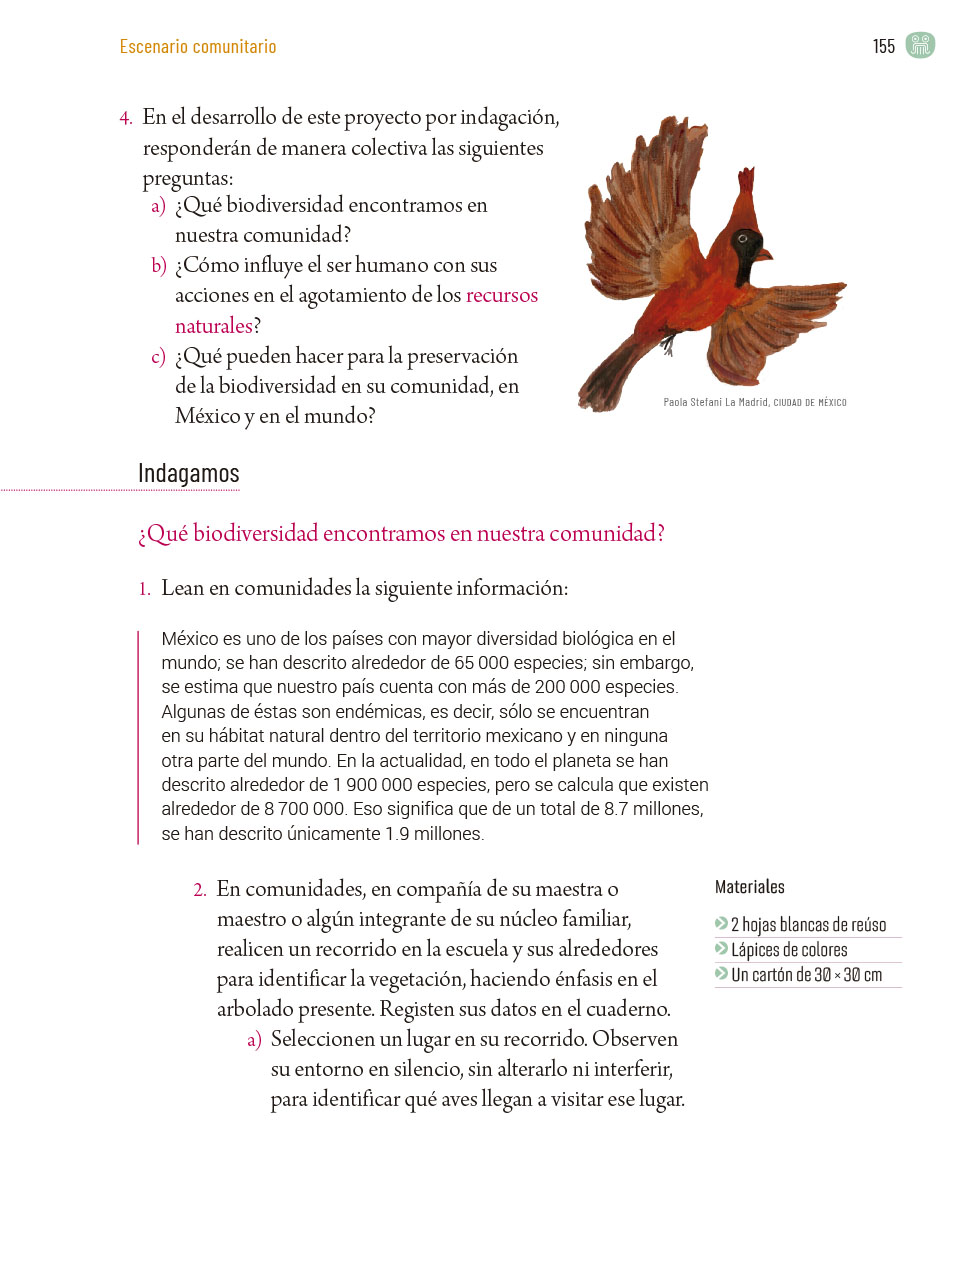 Escenario comunitario
155
4. En el desarrollo de este proyecto por indagación,
responderán de manera colectiva las siguientes
preguntas:
a) ¿Qué biodiversidad encontramos en
nuestra comunidad?
b) ¿Cómo influye el ser humano con sus
acciones en el agotamiento de los recursos
naturales?
c) ¿Qué pueden hacer para la preservación
de la biodiversidad en su comunidad, en
México y en el mundo?
Paola Stefani La Madrid, CIUDAD DE MÉXICO
Indagamos
¿Qué biodiversidad encontramos en nuestra comunidad?
1. Lean en comunidades la siguiente información:
México es uno de los países con mayor diversidad biológica en el
mundo; se han descrito alrededor de 65 000 especies; sin embargo,
se estima que nuestro país cuenta con más de 200 000 especies.
Algunas de éstas son endémicas, es decir, sólo se encuentran
en su hábitat natural dentro del territorio mexicano y en ninguna
otra parte del mundo. En la actualidad, en todo el planeta se han
descrito alrededor de 1 900 000 especies, pero se calcula que existen
alrededor de 8 700 000. Eso significa que de un total de 8.7 millones,
se han descrito únicamente 1.9 millones.
2. En comunidades, en compañía de su maestra o
maestro o algún integrante de su núcleo familiar,
realicen un recorrido en la escuela y sus alrededores
para identificar la vegetación, haciendo énfasis en el
arbolado presente. Registen sus datos en el cuaderno.
a) Seleccionen un lugar en su recorrido. Observen
su entorno en silencio, sin alterarlo ni interferir,
para identificar qué aves llegan a visitar ese lugar.
Materiales
2 hojas blancas de reúso
Lápices de colores
Un cartón de 30 × 30 cm